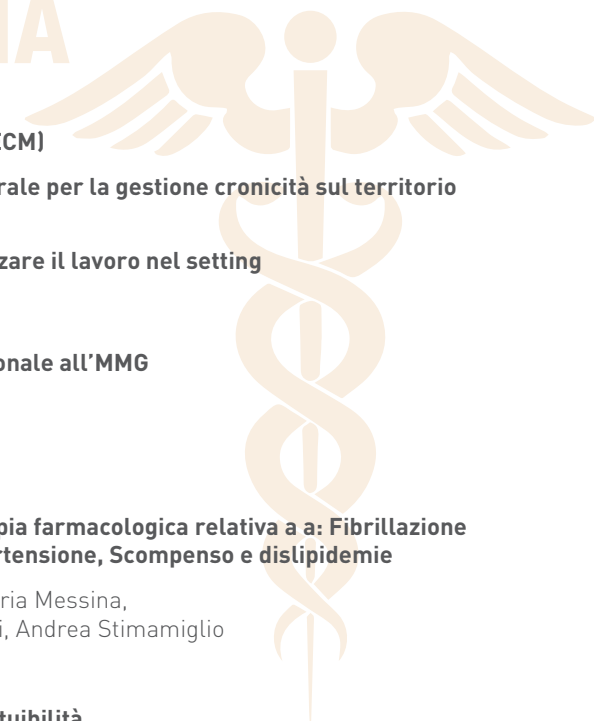 IA
ECM)
rale per la gestione cronicità sul territorio
zare il lavoro nel setting
onale all'MMG
pia farmacologica relativa a a: Fibrillazione
rtensione, Scompenso e dislipidemie
ria Messina,
i, Andrea Stimamiglio
tuibilità